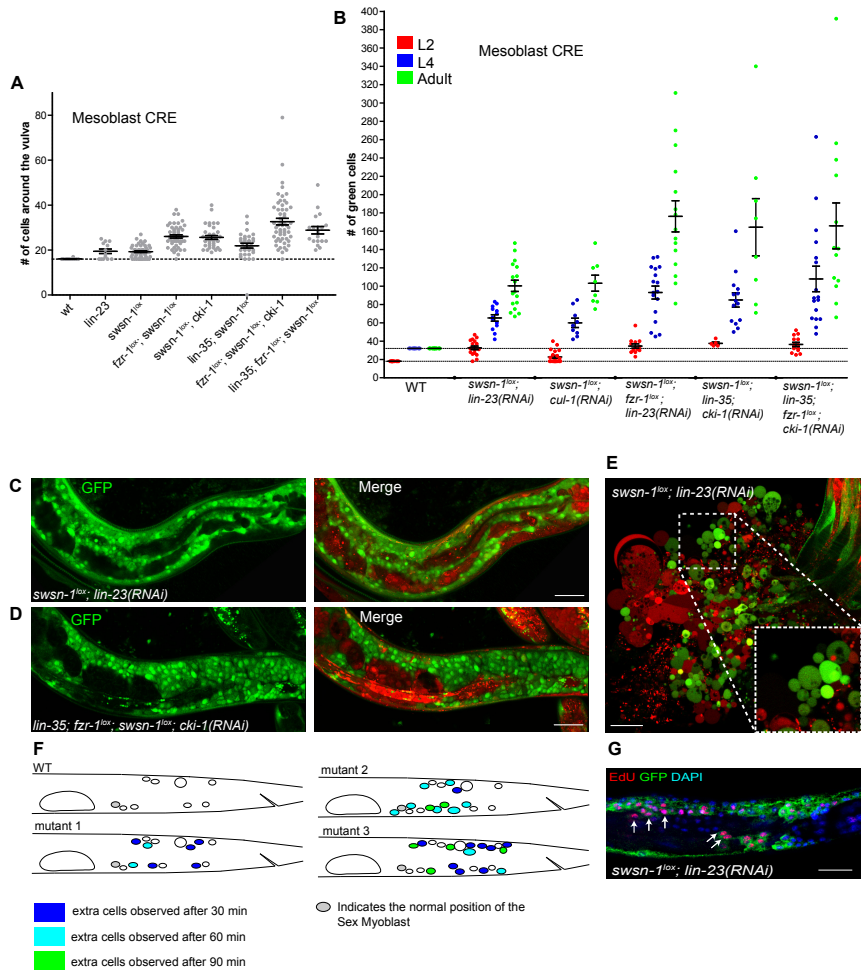 A
Mesoblast CRE
# of cells around the vulva
80
60
40
20
0
wt
lin-23
swsn-1lox
fzr-1lox; swsn-1lox
swsn-1lox; cki-1
lin-35; swsn-1lox
fzr-1lox; swsn-1lox; cki-1
lin-35; fzr-1lox; swsn-1lox
B
Mesoblast CRE
L2
L4
Adult
# of green cells
400
380
360
340
320
300
280
260
240
220
200
180
160
140
120
100
80
60
40
20
0
WT
swsn-1lox;
lin-23(RNAi)
swsn-1lox;
cul-1(RNAi)
swsn-1lox;
fzr-1lox;
lin-23(RNAi)
swsn-1lox;
lin-35;
cki-1(RNAi)
swsn-1lox;
lin-35;
fzr-1lox;
cki-1(RNAi)
C
GFP
Merge
swsn-1lox; lin-23(RNAi)
D
GFP
Merge
lin-35; fzr-1lox; swsn-1lox; cki-1(RNAi)
E
swsn-1lox; lin-23(RNAi)
F
WT
mutant 1
mutant 2
mutant 3
extra cells observed after 30 min
extra cells observed after 60 min
extra cells observed after 90 min
Indicates the normal position of the
Sex Myoblast
G
EdU GFP DAPI
swsn-1lox; lin-23(RNAi)